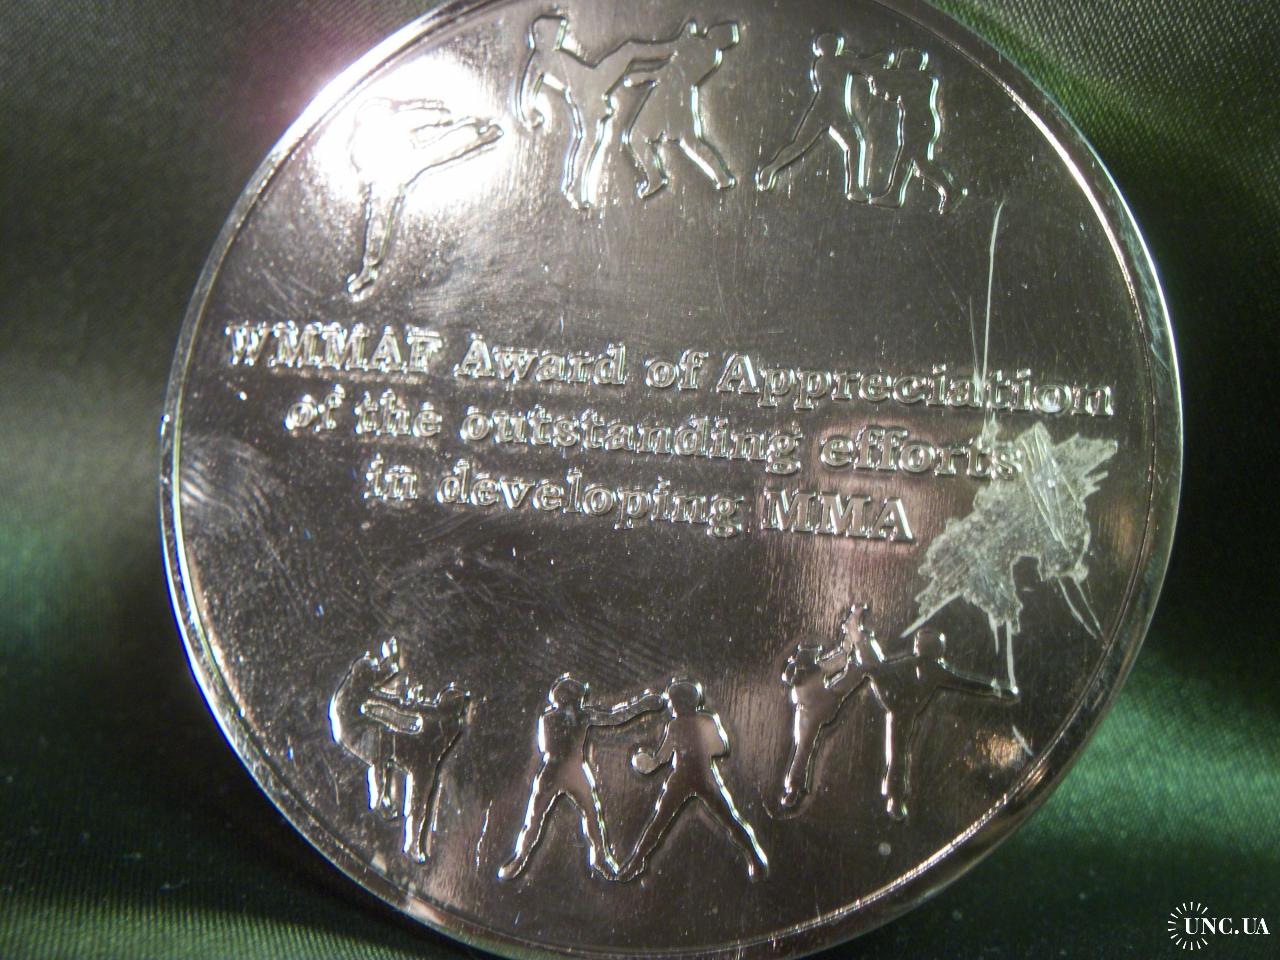 WMMAF Award of Appreciation
of the outstanding efforts
in developing MMA
UNC.UA